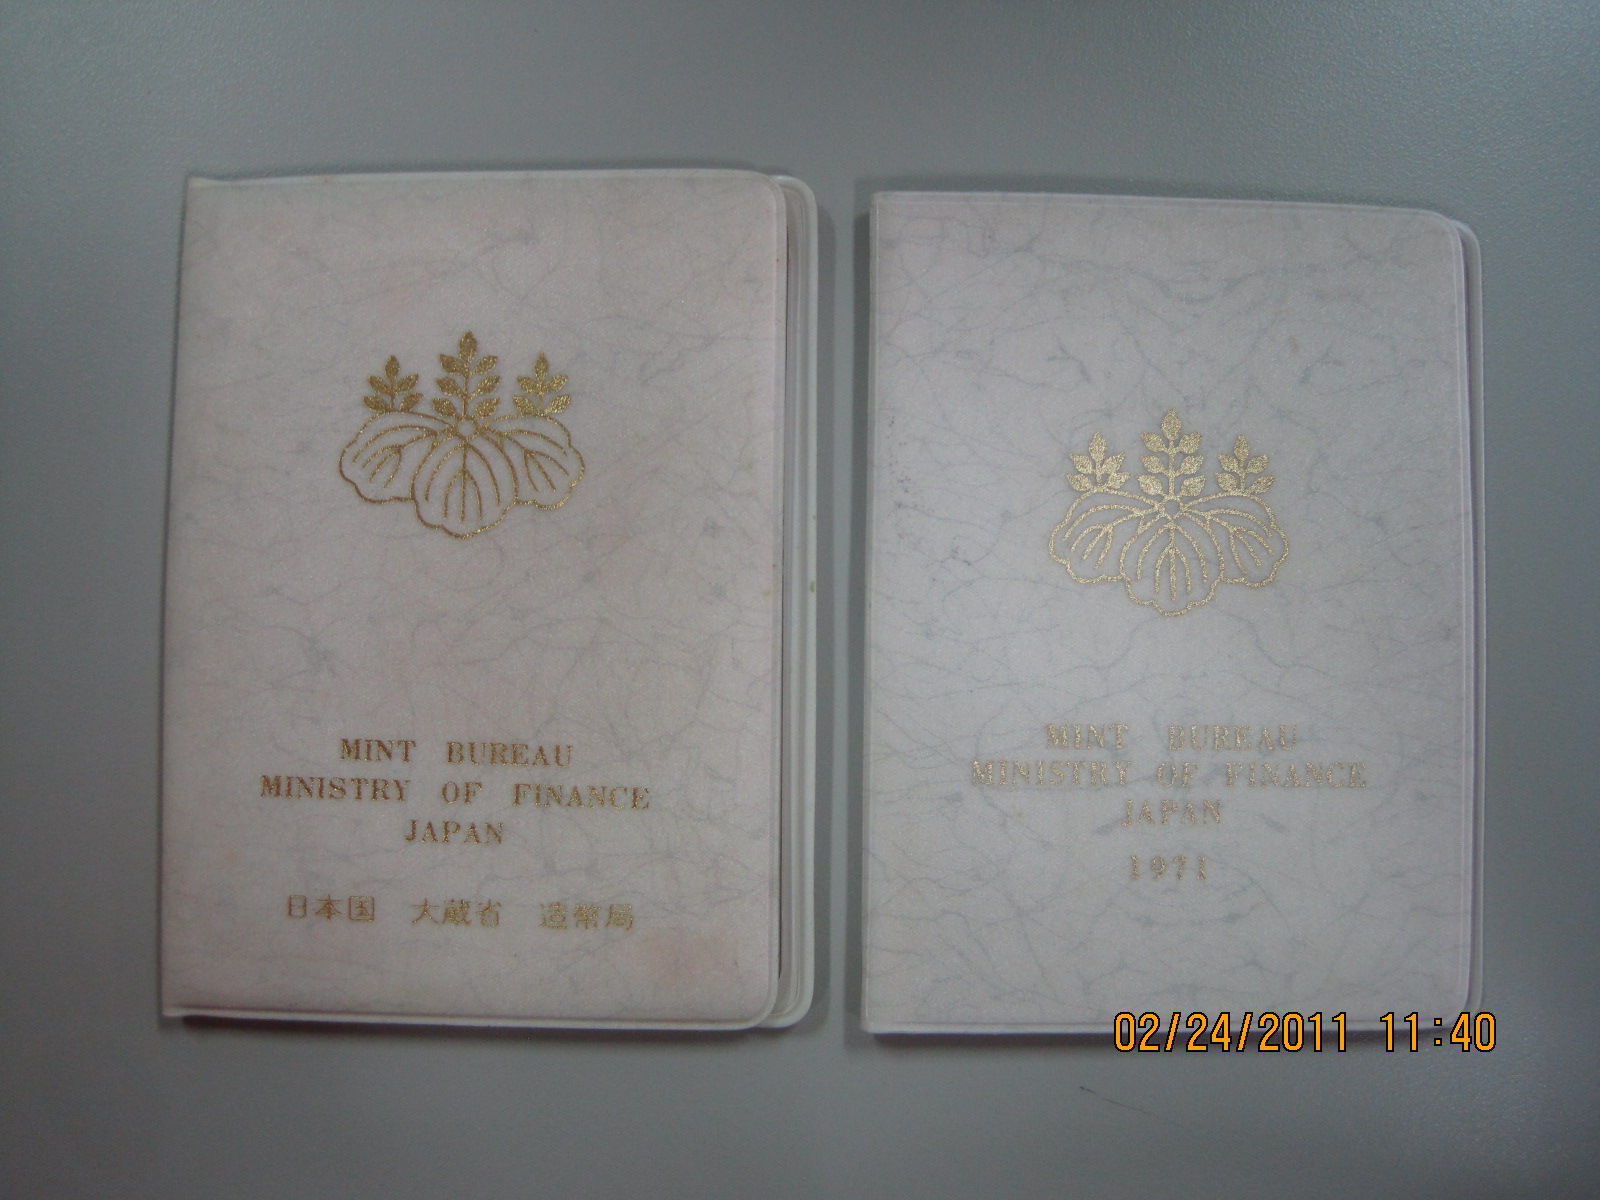 MINT BUREAU
MINISTRY OF FINANCE
JAPAN
日本国 大蔵省 造幣局
MINT BUREAU
MINISTRY OF FINANCE
JAPAN
1971
02/24/2011 11:40